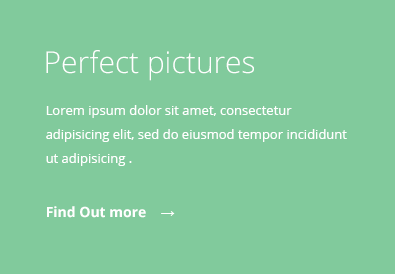 Perfect pictures
Lorem ipsum dolor sit amet, consectetur
adipisicing elit, sed do eiusmod tempor incididunt
ut adipisicing .
Find Out more →